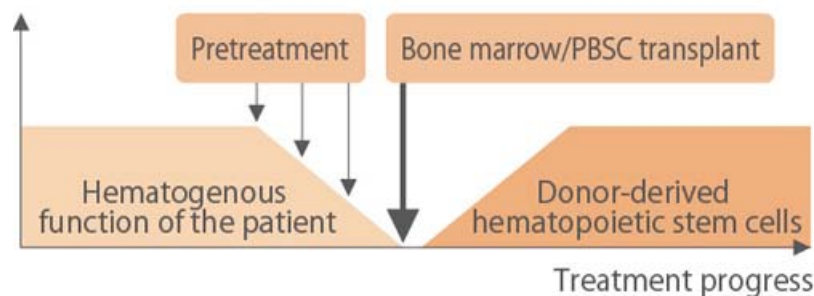 Pretreatment
Bone marrow/PBSC transplant
Hematogenous
function of the patient
Donor-derived
hematopoietic stem cells
Treatment progress